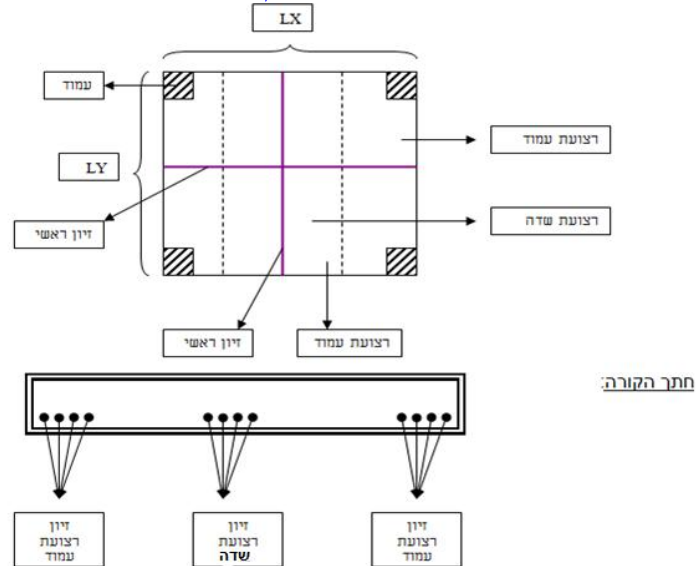 LX
עמוד
רצועת עמוד
LY
רצועת שדה
זיון ראשי
זיון ראשי
רצועת עמוד
חתך הקורה:
זיון
רצועת
עמוד
זיון
רצועת
שדה
זיון
רצועת
עמוד